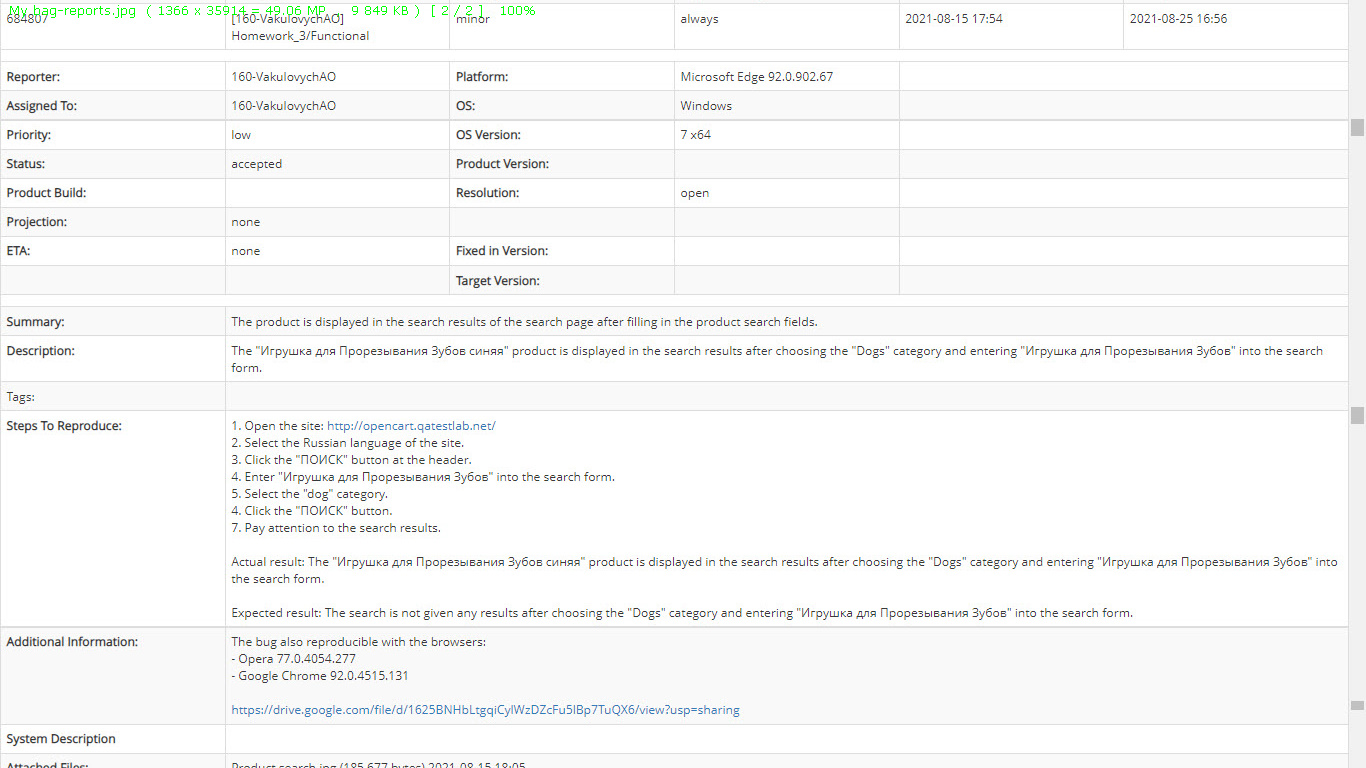 My bag-reports.jpg ( 1366 x 35914 = 49.06 MP , 9 849 KB ) [ 2 / 2 ] 100%
684807 [160-VakulovychAO] minor always 2021-08-15 17:54 2021-08-25 16:56
Homework_3/Functional
Reporter: 160-VakulovychAO Platform: Microsoft Edge 92.0.902.67
Assigned To: 160-VakulovychAO OS: Windows
Priority: low OS Version: 7 x64
Status: accepted Product Version:
Product Build: Resolution: open
Projection: none
ETA: none Fixed in Version:
Target Version:
Summary: The product is displayed in the search results of the search page after filling in the product search fields.
Description: The "Игрушка для Прорезывания Зубов синяя" product is displayed in the search results after choosing the "Dogs" category and entering "Игрушка для Прорезывания Зубов" into the search
form.
Tags:
Steps To Reproduce: 1. Open the site: http://opencart.qatestlab.net/
2. Select the Russian language of the site.
3. Click the "ПОИСК" button at the header.
4. Enter "Игрушка для Прорезывания Зубов" into the search form.
5. Select the "dog" category.
4. Click the "ПОИСК" button.
7. Pay attention to the search results.
Actual result: The "Игрушка для Прорезывания Зубов синяя" product is displayed in the search results after choosing the "Dogs" category and entering "Игрушка для Прорезывания Зубов" into
the search form.
Expected result: The search is not given any results after choosing the "Dogs" category and entering "Игрушка для Прорезывания Зубов" into the search form.
Additional Information: The bug also reproducible with the browsers:
- Opera 77.0.4054.277
- Google Chrome 92.0.4515.131
https://drive.google.com/file/d/1625BNHbLtgqiCylWzDZcFu5lBp7TuQX6/view?usp=sharing
System Description
Attached Files: Product search.jpg (185,677 bytes) 2021-08-15 18:05